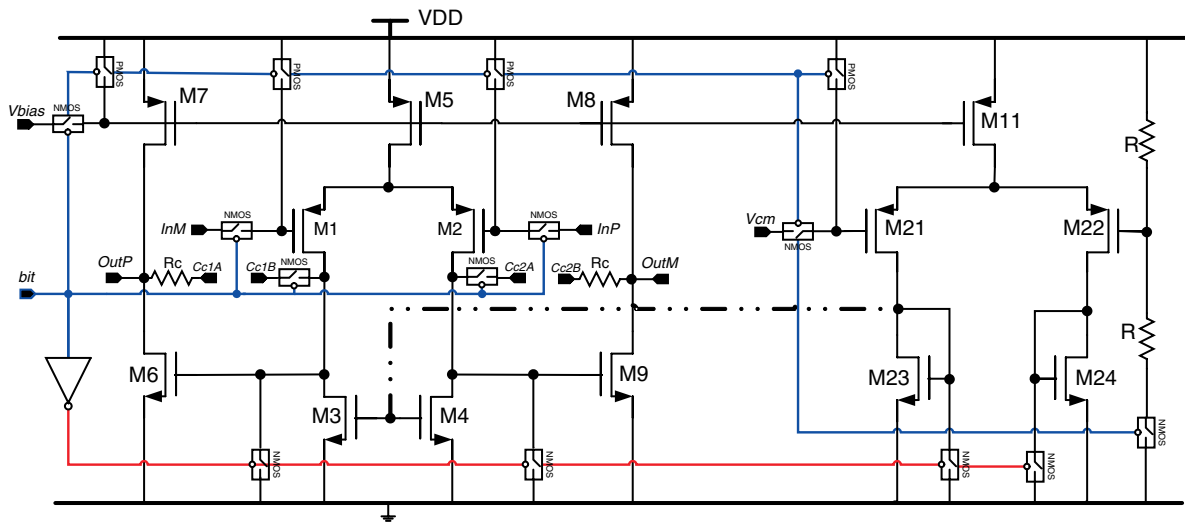 VDD
PMOS
PMOS
PMOS
PMOS
M7
M5
M8
M11
Vbias
NMOS
R
InM
NMOS
M1
M2
NMOS
InP
Vcm
NMOS
M21
M22
OutP
Rc
Cc1A
Cc1B
NMOS
NMOS
Cc2A
Cc2B
Rc
OutM
bit
R
M6
M9
M23
M24
M3
M4
NMOS
NMOS
NMOS
NMOS
NMOS